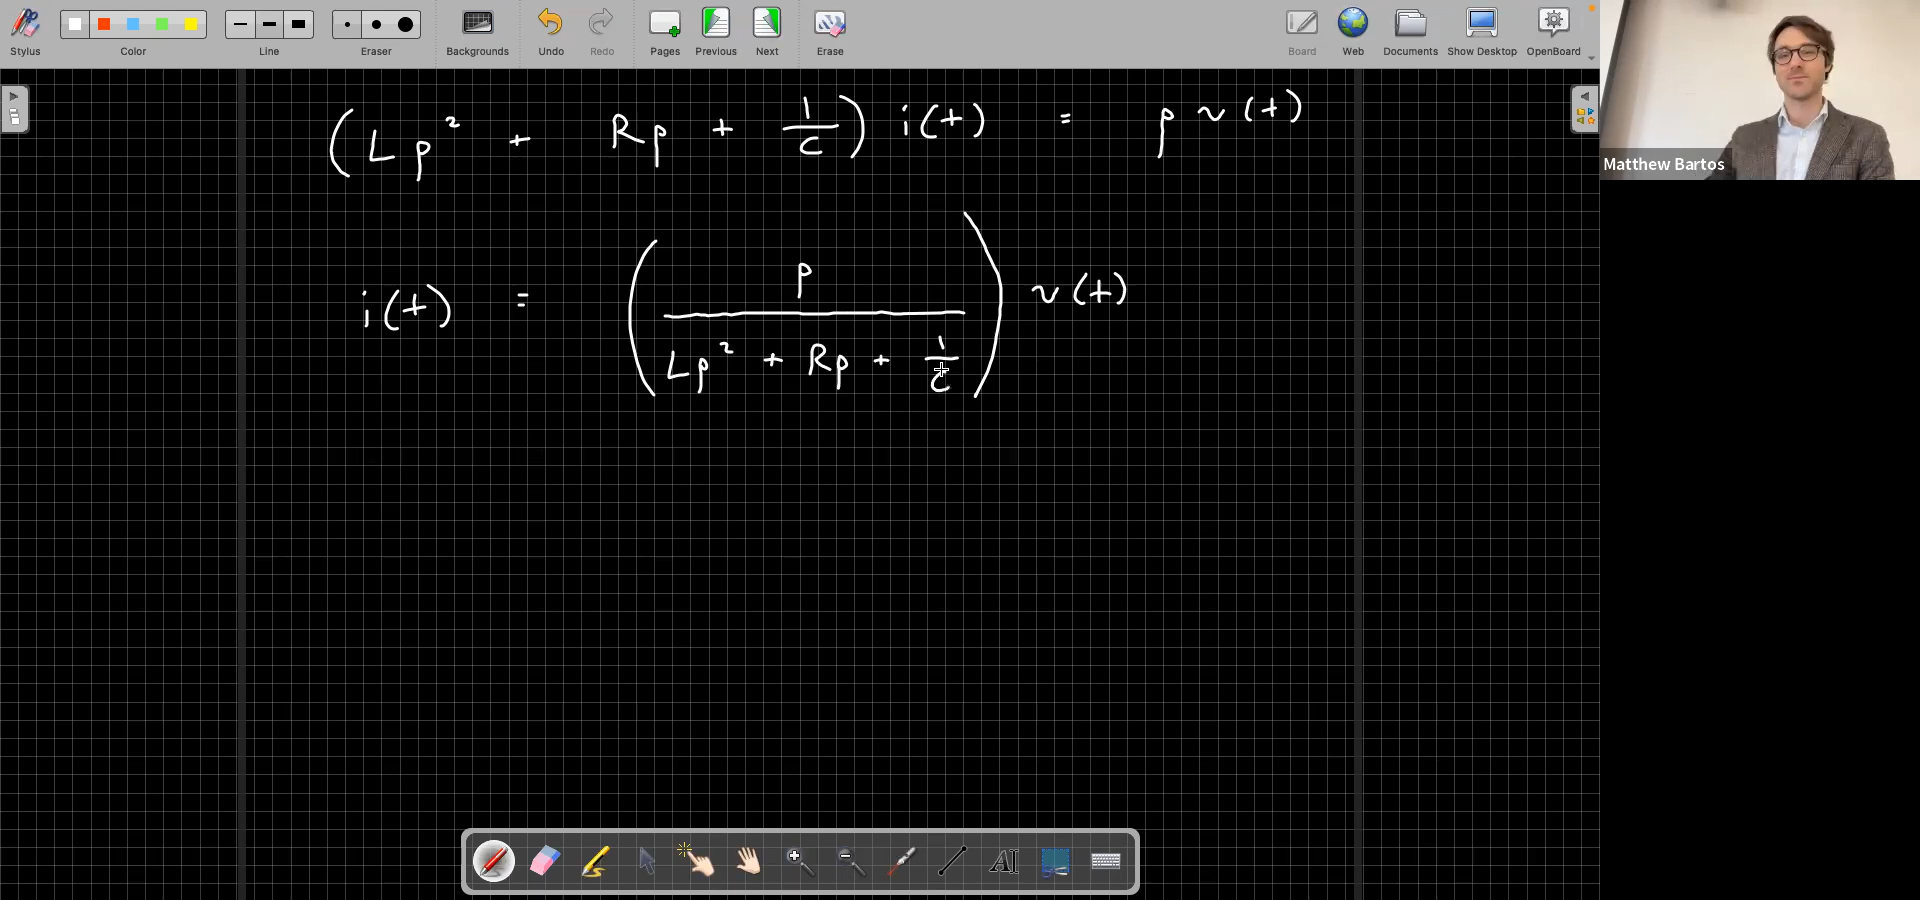 Stylus Color Line Eraser Backgrounds Undo Redo Pages Previous Next Erase Board Web Documents Show Desktop OpenBoard
(Lp² + Rp + 1/C) i(t) = p v(t)
i(t) = (p / (Lp² + Rp + 1/C)) v(t)
Matthew Bartos
AI